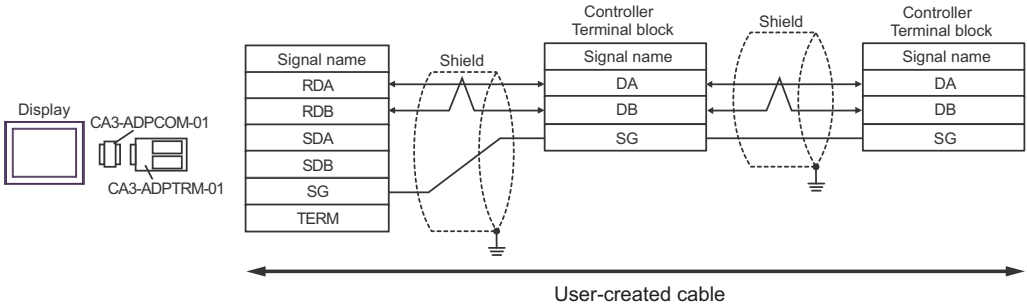 Display
CA3-ADPCOM-01
CA3-ADPTRM-01
Signal name
RDA
RDB
SDA
SDB
SG
TERM
Shield
Controller
Terminal block
Signal name
DA
DB
SG
Shield
Controller
Terminal block
Signal name
DA
DB
SG
User-created cable